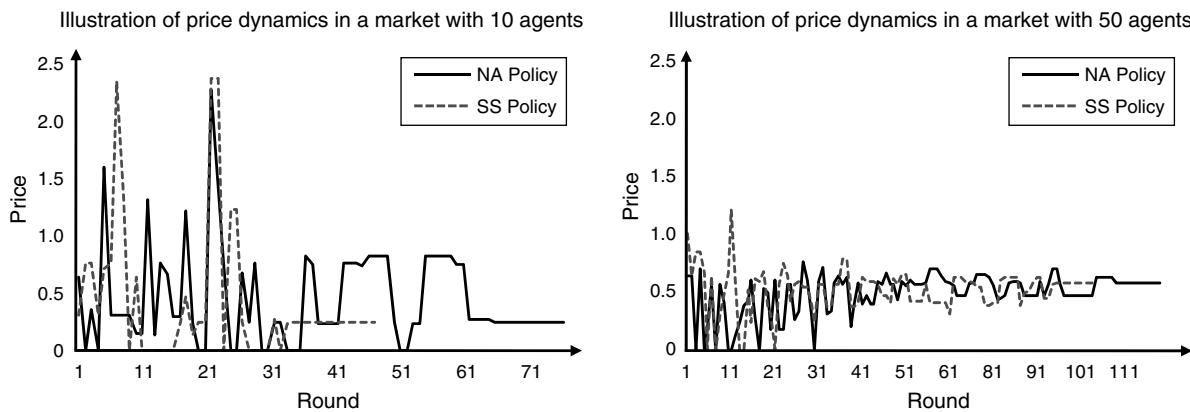 Illustration of price dynamics in a market with 10 agents
2.5
2.0
1.5
1.0
0.5
0
Price
NA Policy
SS Policy
1 11 21 31 41 51 61 71
Round
Illustration of price dynamics in a market with 50 agents
2.5
2.0
1.5
1.0
0.5
0
Price
NA Policy
SS Policy
1 11 21 31 41 51 61 71 81 91 101 111
Round